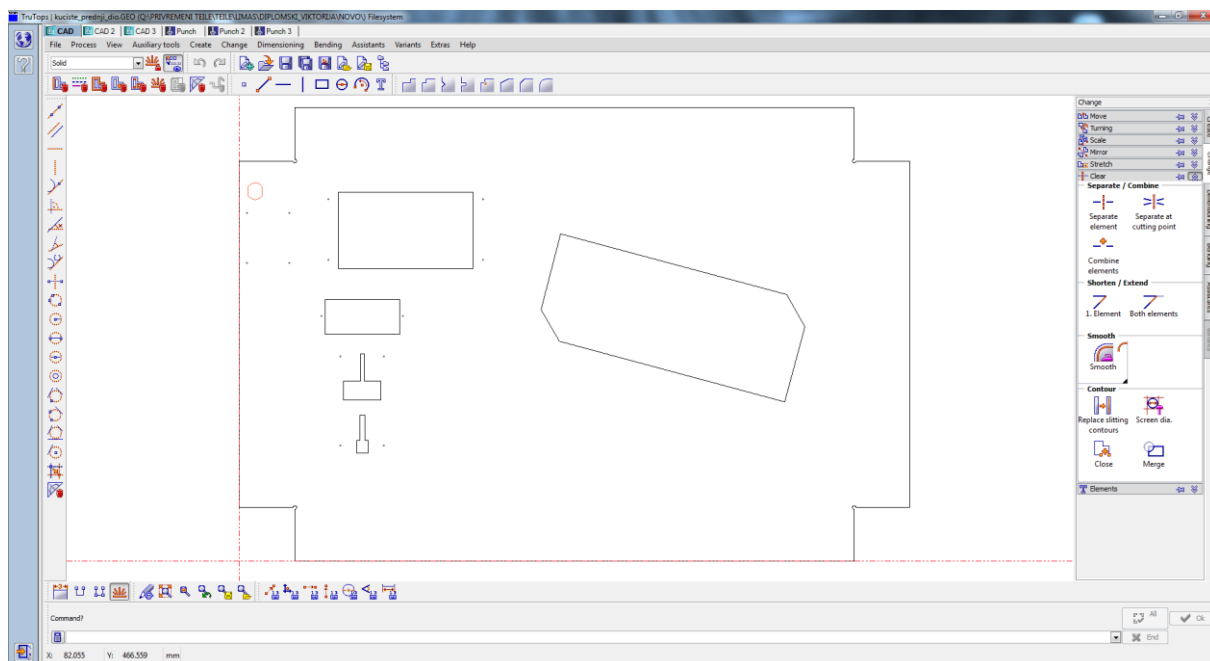 TruTops | kuciste_prednji_dio.GEO (Q:\PRIVREMENI TEILE\TEILE\LIMAS\DIPLOMSKI_VIKTORIJA\NOVO\) Filesystem
CAD CAD 2 CAD 3 Punch Punch 2 Punch 3
File Process View Auxiliary tools Create Change Dimensioning Bending Assistants Variants Extras Help
Solid
Change
Move
Turning
Scale
Mirror
Stretch
Clear
Separate / Combine
Separate element
Separate at cutting point
Combine elements
Shorten / Extend
1. Element Both elements
Smooth
Smooth
Contour
Replace slitting contours
Screen dia.
Close Merge
Elements
Command?
All
Ok
End
X: 82.055 Y: 466.559 mm